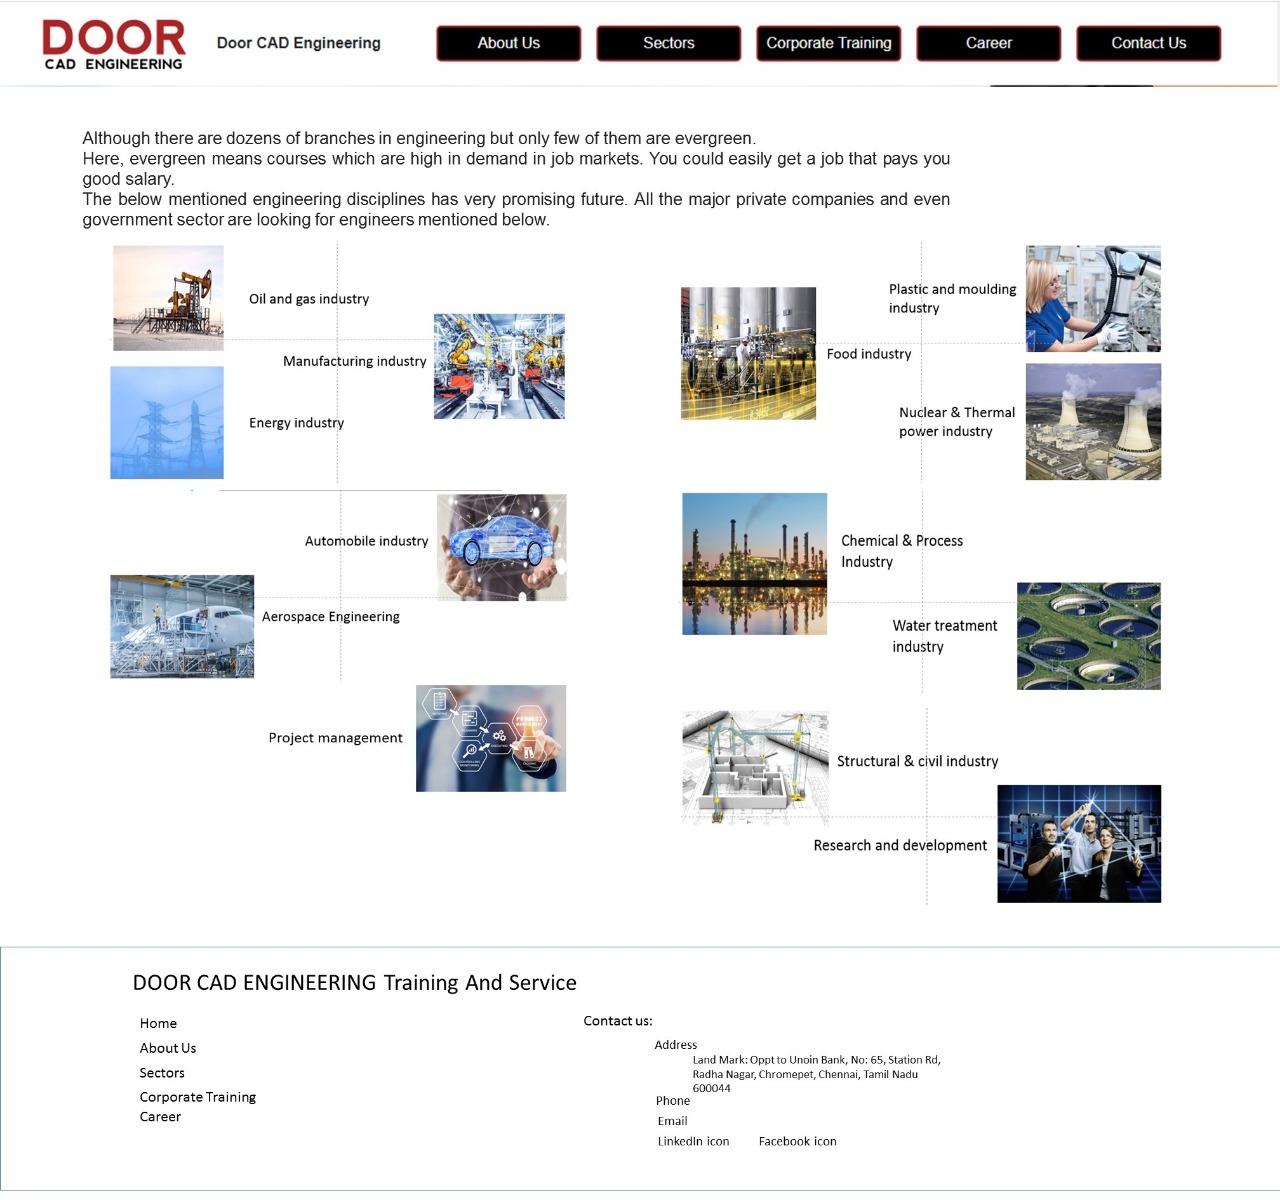 DOOR
CAD ENGINEERING
Door CAD Engineering
About Us
Sectors
Corporate Training
Career
Contact Us
Although there are dozens of branches in engineering but only few of them are evergreen.
Here, evergreen means courses which are high in demand in job markets. You could easily get a job that pays you
good salary.
The below mentioned engineering disciplines has very promising future. All the major private companies and even
government sector are looking for engineers mentioned below.
Oil and gas industry
Manufacturing industry
Energy industry
Automobile industry
Aerospace Engineering
Project management
Plastic and moulding
industry
Food industry
Nuclear & Thermal
power industry
Chemical & Process
Industry
Water treatment
industry
Structural & civil industry
Research and development
DOOR CAD ENGINEERING Training And Service
Home
About Us
Sectors
Corporate Training
Career
Contact us:
Address
Land Mark: Oppt to Unoin Bank, No: 65, Station Rd,
Radha Nagar, Chromepet, Chennai, Tamil Nadu
600044
Phone
Email
LinkedIn icon
Facebook icon